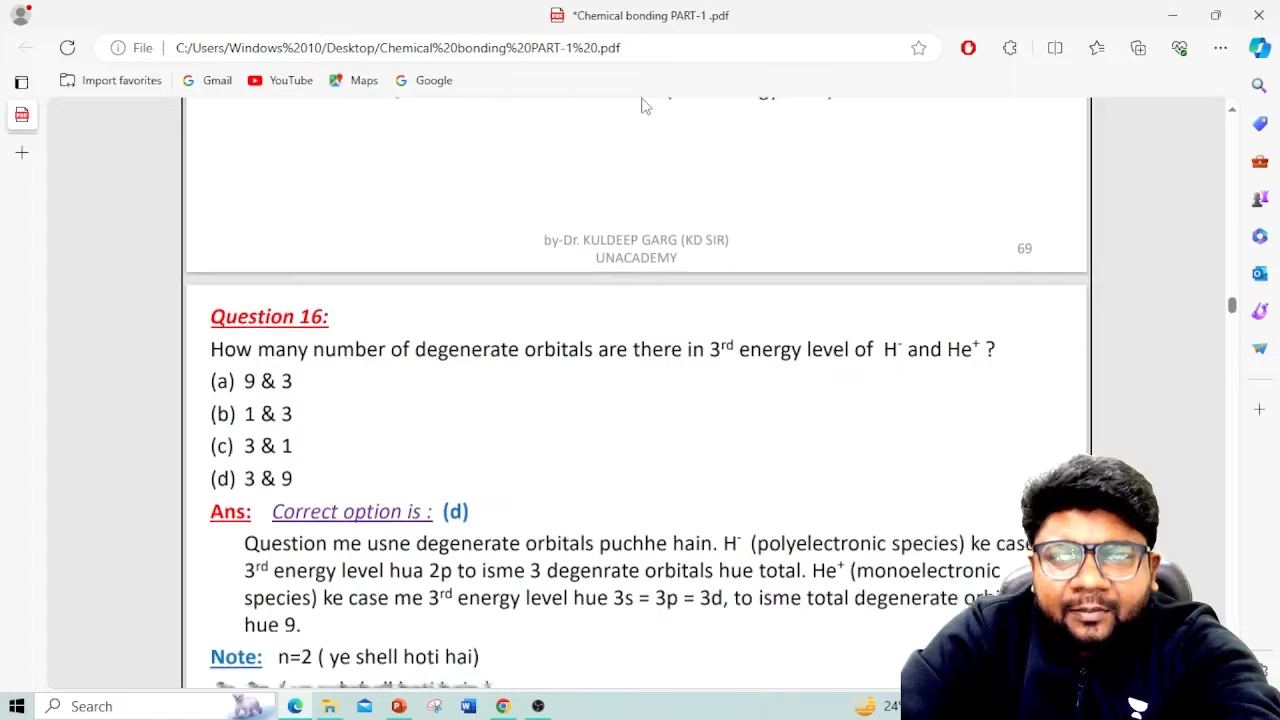 *Chemical bonding PART-1 .pdf
File
C:/Users/Windows%2010/Desktop/Chemical%20bonding%20PART-1%20.pdf
Import favorites
Gmail
YouTube
Maps
Google
by-Dr. KULDEEP GARG (KD SIR)
UNACADEMY
69
Question 16:
How many number of degenerate orbitals are there in 3rd energy level of H- and He+ ?
(a) 9 & 3
(b) 1 & 3
(c) 3 & 1
(d) 3 & 9
Ans: Correct option is : (d)
Question me usne degenerate orbitals puchhe hain. H- (polyelectronic species) ke case
3rd energy level hua 2p to isme 3 degenrate orbitals hue total. He+ (monoelectronic
species) ke case me 3rd energy level hue 3s = 3p = 3d, to isme total degenerate
hue 9.
Note: n=2 ( ye shell hoti hai)
Search
24°